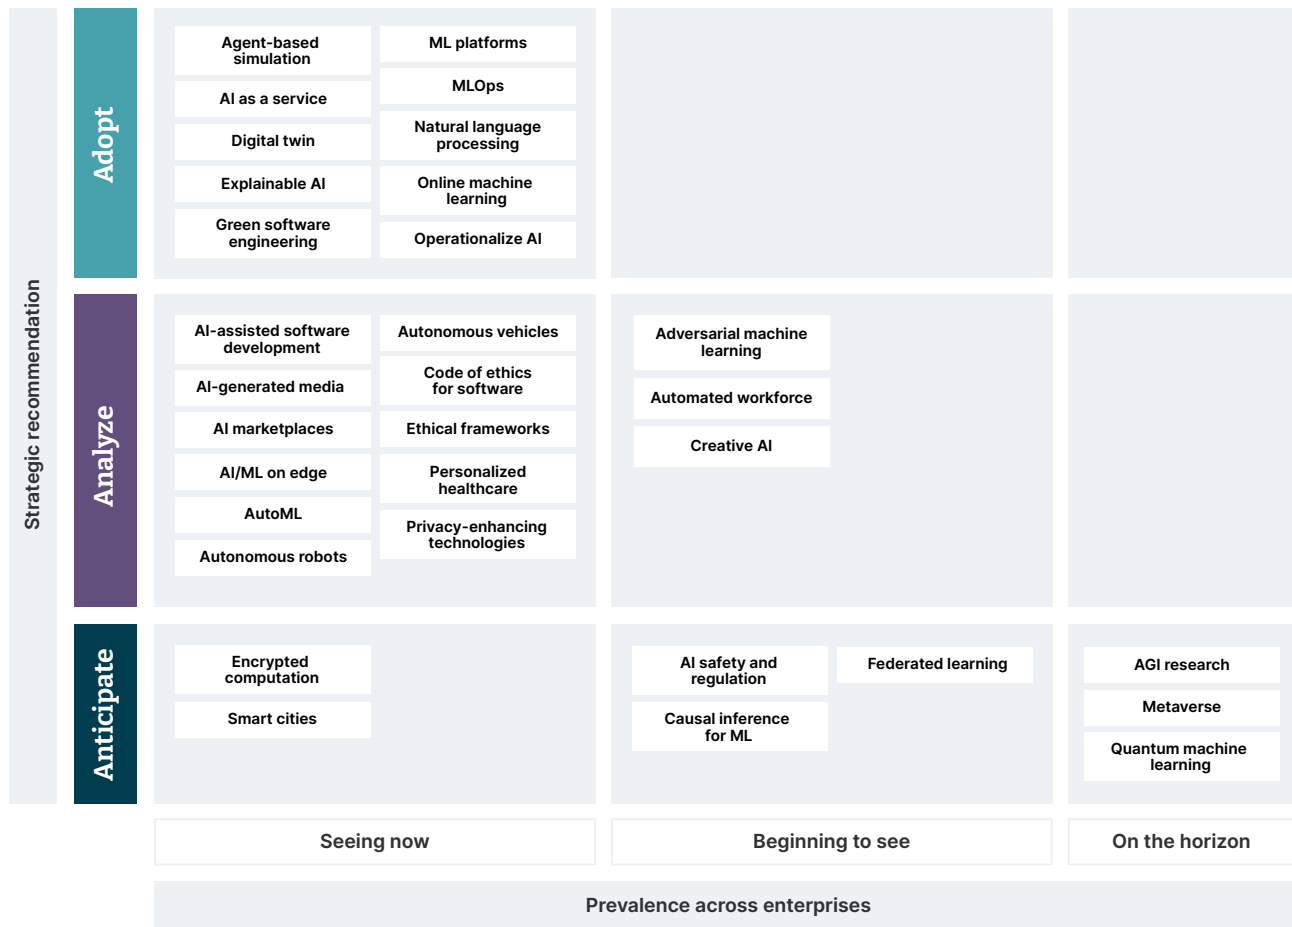 Strategic recommendation
Adopt
Agent-based
simulation
AI as a service
Digital twin
Explainable AI
Green software
engineering
ML platforms
MLOps
Natural language
processing
Online machine
learning
Operationalize AI
Analyze
AI-assisted software
development
AI-generated media
AI marketplaces
AI/ML on edge
AutoML
Autonomous robots
Autonomous vehicles
Code of ethics
for software
Ethical frameworks
Personalized
healthcare
Privacy-enhancing
technologies
Adversarial machine
learning
Automated workforce
Creative AI
Anticipate
Encrypted
computation
Smart cities
AI safety and
regulation
Causal inference
for ML
Federated learning
AGI research
Metaverse
Quantum machine
learning
Seeing now
Beginning to see
On the horizon
Prevalence across enterprises